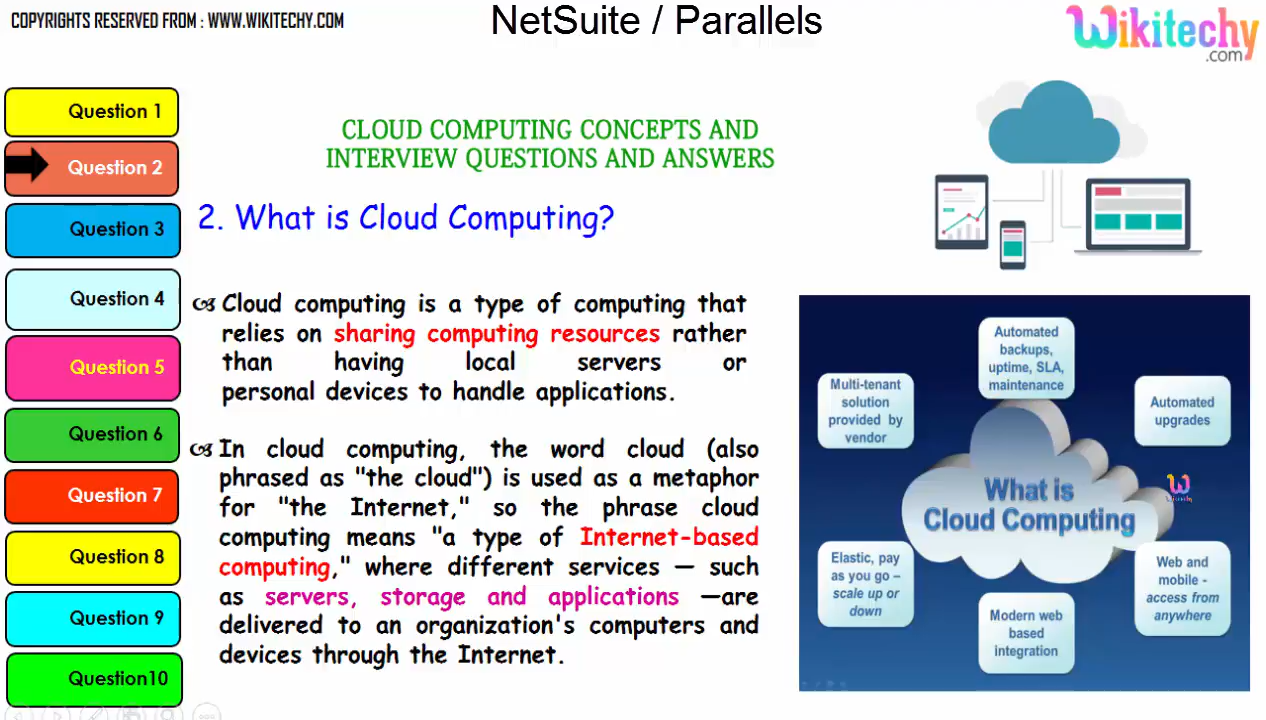 COPYRIGHTS RESERVED FROM : WWW.WIKITECHY.COM
NetSuite / Parallels
Wikitechy
.com
Question 1
Question 2
Question 3
Question 4
Question 5
Question 6
Question 7
Question 8
Question 9
Question10
CLOUD COMPUTING CONCEPTS AND
INTERVIEW QUESTIONS AND ANSWERS
2. What is Cloud Computing?
Cloud computing is a type of computing that
relies on sharing computing resources rather
than having local servers or
personal devices to handle applications.
In cloud computing, the word cloud (also
phrased as "the cloud") is used as a metaphor
for "the Internet," so the phrase cloud
computing means "a type of Internet-based
computing," where different services — such
as servers, storage and applications —are
delivered to an organization's computers and
devices through the Internet.
Automated
backups,
uptime, SLA,
maintenance
Multi-tenant
solution
provided by
vendor
Automated
upgrades
What is
Cloud Computing
W
Wikitechy
Elastic, pay
as you go –
scale up or
down
Modern web
based
integration
Web and
mobile -
access from
anywhere